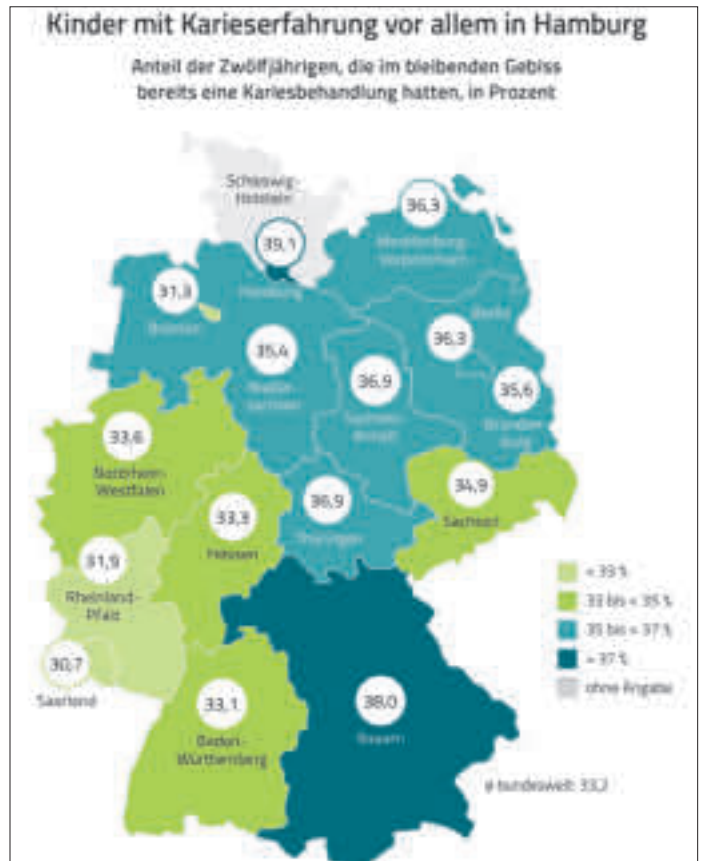 Kinder mit Karieserfahrung vor allem in Hamburg
Anteil der Zwölfjährigen, die im bleibenden Gebiss
bereits eine Kariesbehandlung hatten, in Prozent
Schleswig-
Holstein
36,3
Mecklenburg-
Vorpommern
39,1
Hamburg
31,3
Bremen
Berlin
36,3
35,4
Nieder-
sachsen
36,9
Sachsen-
Anhalt
35,6
Branden-
burg
33,6
Nordrhein-
Westfalen
34,9
Sachsen
36,9
Thüringen
33,3
Hessen
31,9
Rheinland-
Pfalz
< 33 %
33 bis < 35 %
35 bis < 37 %
> 37 %
ohne Angabe
30,7
Saarland
33,1
Baden-
Württemberg
38,0
Bayern
ø bundesweit: 33,2